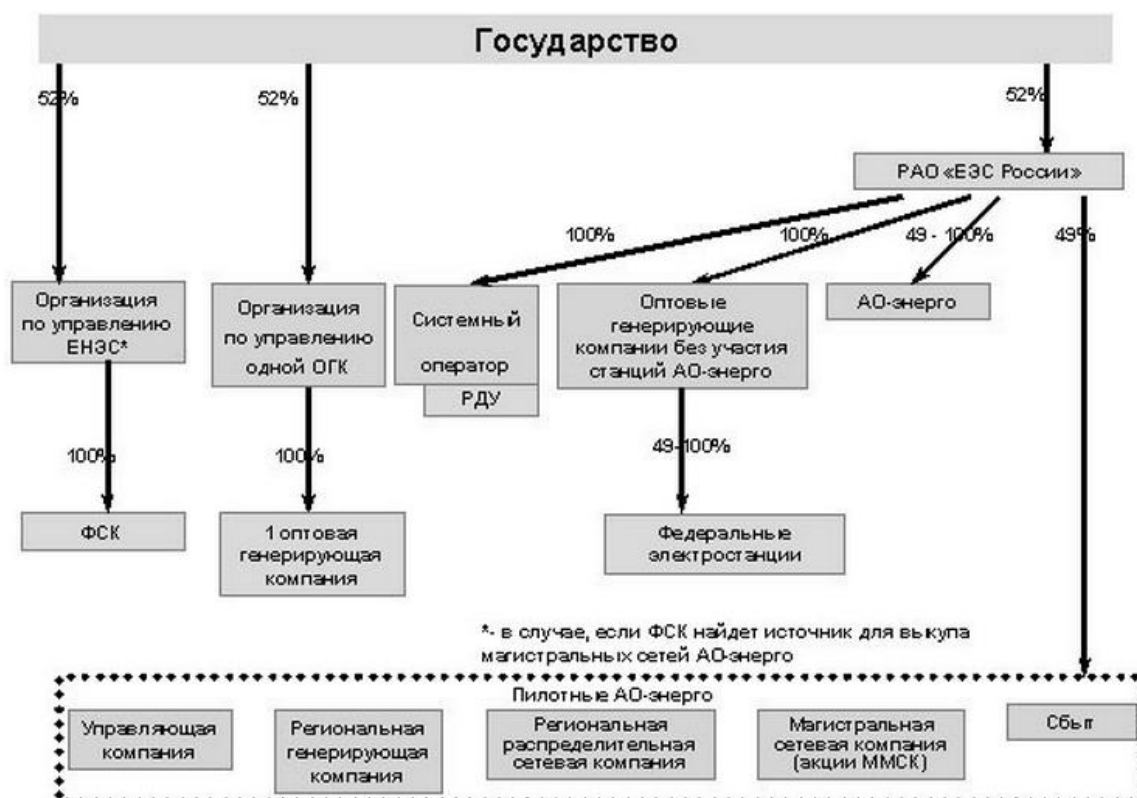 Государство
52%
52%
52%
РАО «ЕЭС России»
100%
100%
49 - 100%
49%
Организация
по управлению
ЕНЭС*
Организация
по управлению
одной ОГК
Системный
оператор
РДУ
Оптовые
генерирующие
компании без участия
станций АО-энерго
АО-энерго
100%
100%
49-100%
ФСК
1 оптовая
генерирующая
компания
Федеральные
электростанции
*- в случае, если ФСК найдет источник для выкупа
магистральных сетей АО-энерго
Пилотные АО-энерго
Управляющая
компания
Региональная
генерирующая
компания
Региональная
распределительная
сетевая компания
Магистральная
сетевая компания
(акции ММСК)
Сбыт